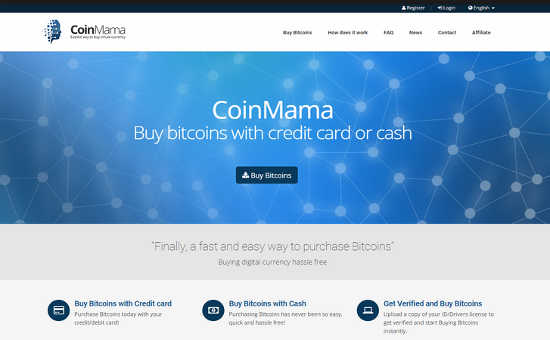 Register Login English
CoinMama
Easiest way to buy virtual currency
Buy Bitcoins How does it work FAQ News Contact Affiliate
CoinMama
Buy bitcoins with credit card or cash
Buy Bitcoins
"Finally, a fast and easy way to purchase Bitcoins"
Buying digital currency hassle free
Buy Bitcoins with Credit card
Purchase Bitcoins today with your
credit/debit card!
Buy Bitcoins with Cash
Purchasing Bitcoins has never been so easy,
quick and hassle free!
Get Verified and Buy Bitcoins
Upload a copy of your ID/Drivers license to
get verified and start Buying Bitcoins
instantly.